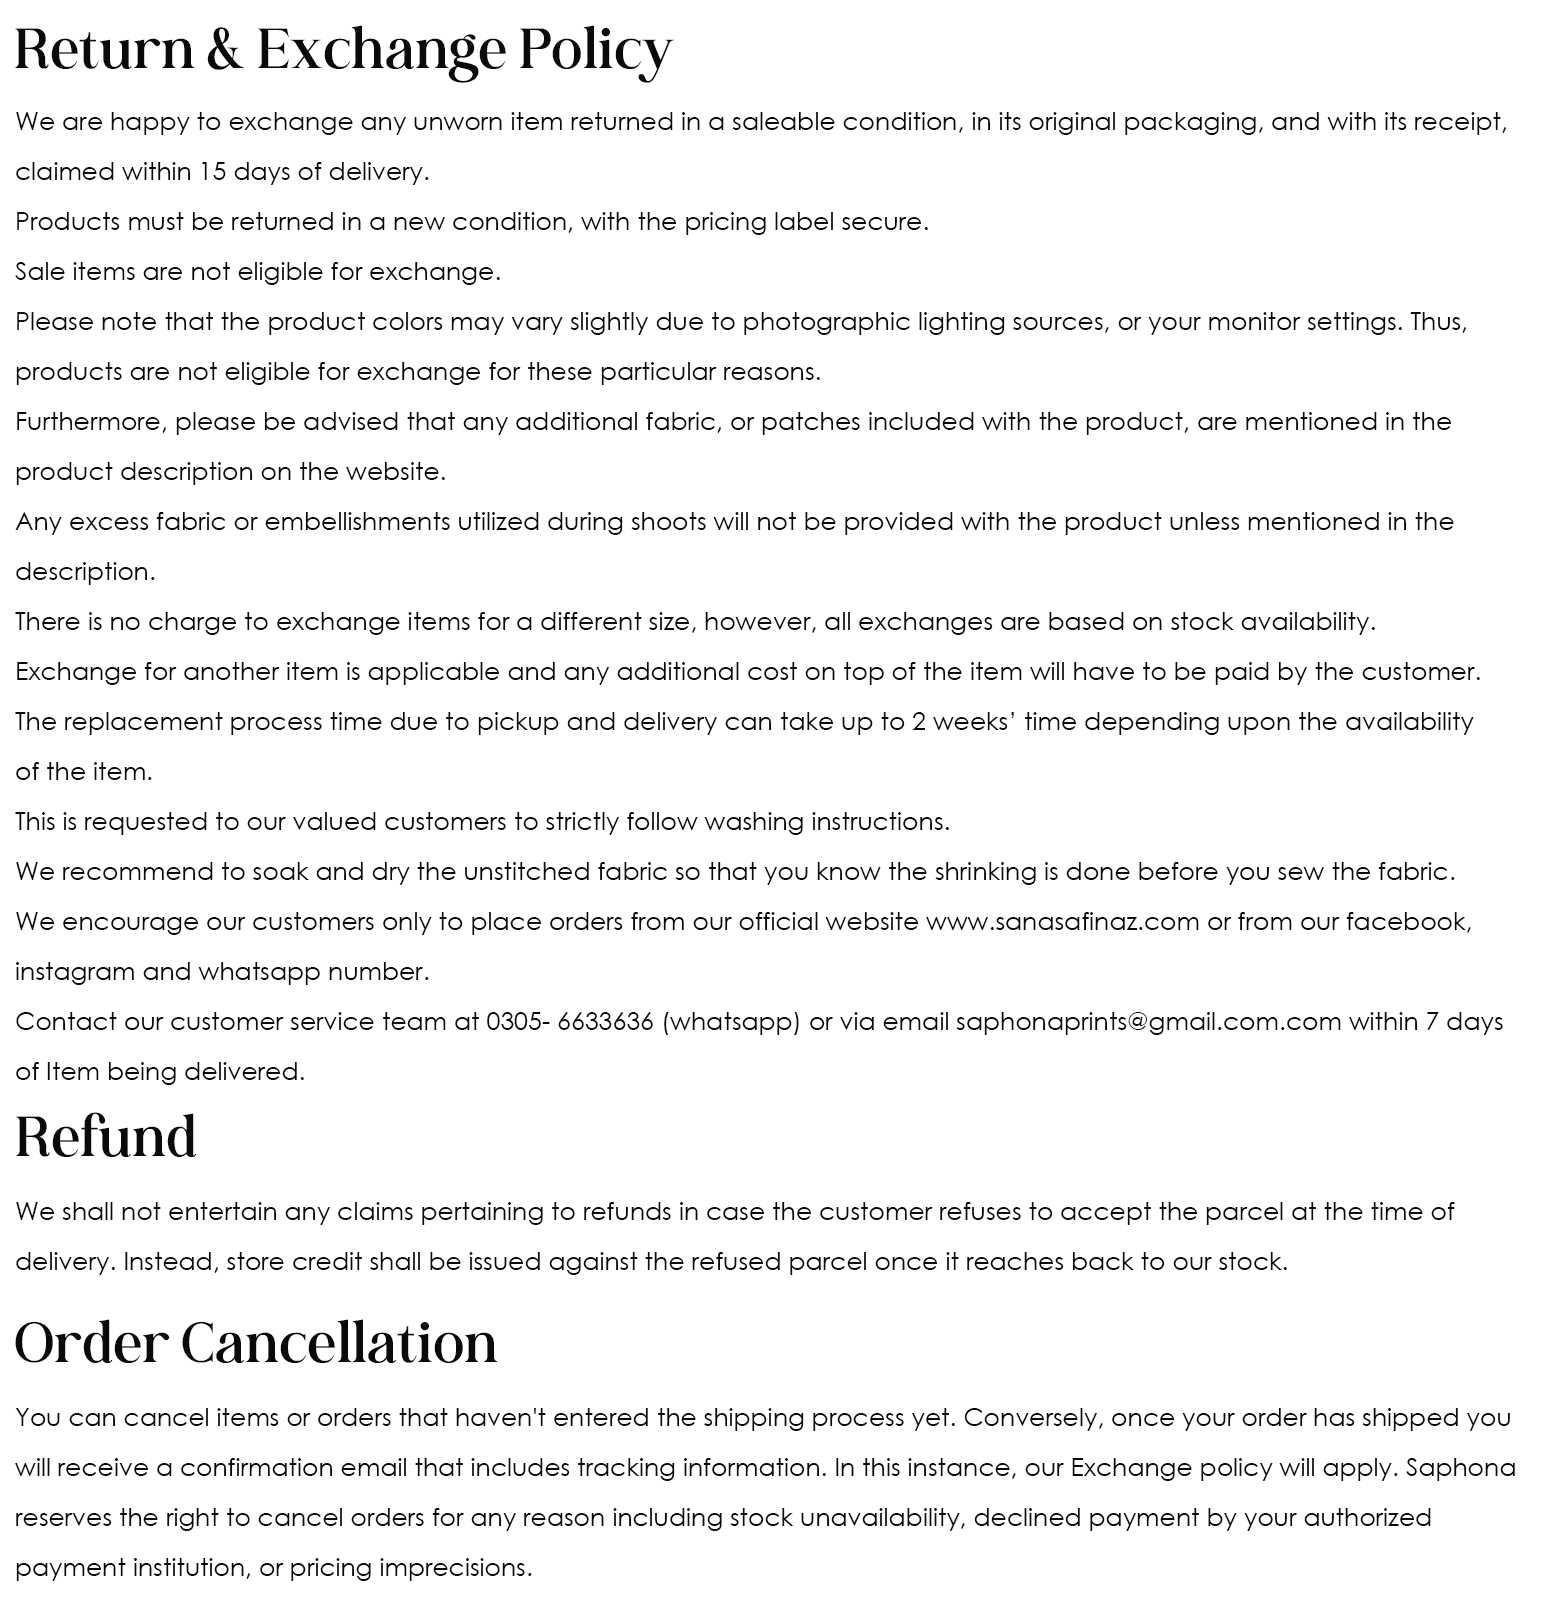 Return & Exchange Policy
We are happy to exchange any unworn item returned in a saleable condition, in its original packaging, and with its receipt,
claimed within 15 days of delivery.
Products must be returned in a new condition, with the pricing label secure.
Sale items are not eligible for exchange.
Please note that the product colors may vary slightly due to photographic lighting sources, or your monitor settings. Thus,
products are not eligible for exchange for these particular reasons.
Furthermore, please be advised that any additional fabric, or patches included with the product, are mentioned in the
product description on the website.
Any excess fabric or embellishments utilized during shoots will not be provided with the product unless mentioned in the
description.
There is no charge to exchange items for a different size, however, all exchanges are based on stock availability.
Exchange for another item is applicable and any additional cost on top of the item will have to be paid by the customer.
The replacement process time due to pickup and delivery can take up to 2 weeks’ time depending upon the availability
of the item.
This is requested to our valued customers to strictly follow washing instructions.
We recommend to soak and dry the unstitched fabric so that you know the shrinking is done before you sew the fabric.
We encourage our customers only to place orders from our official website www.sanasafinaz.com or from our facebook,
instagram and whatsapp number.
Contact our customer service team at 0305- 6633636 (whatsapp) or via email saphonaprints@gmail.com.com within 7 days
of Item being delivered.
Refund
We shall not entertain any claims pertaining to refunds in case the customer refuses to accept the parcel at the time of
delivery. Instead, store credit shall be issued against the refused parcel once it reaches back to our stock.
Order Cancellation
You can cancel items or orders that haven't entered the shipping process yet. Conversely, once your order has shipped you
will receive a confirmation email that includes tracking information. In this instance, our Exchange policy will apply. Saphona
reserves the right to cancel orders for any reason including stock unavailability, declined payment by your authorized
payment institution, or pricing imprecisions.